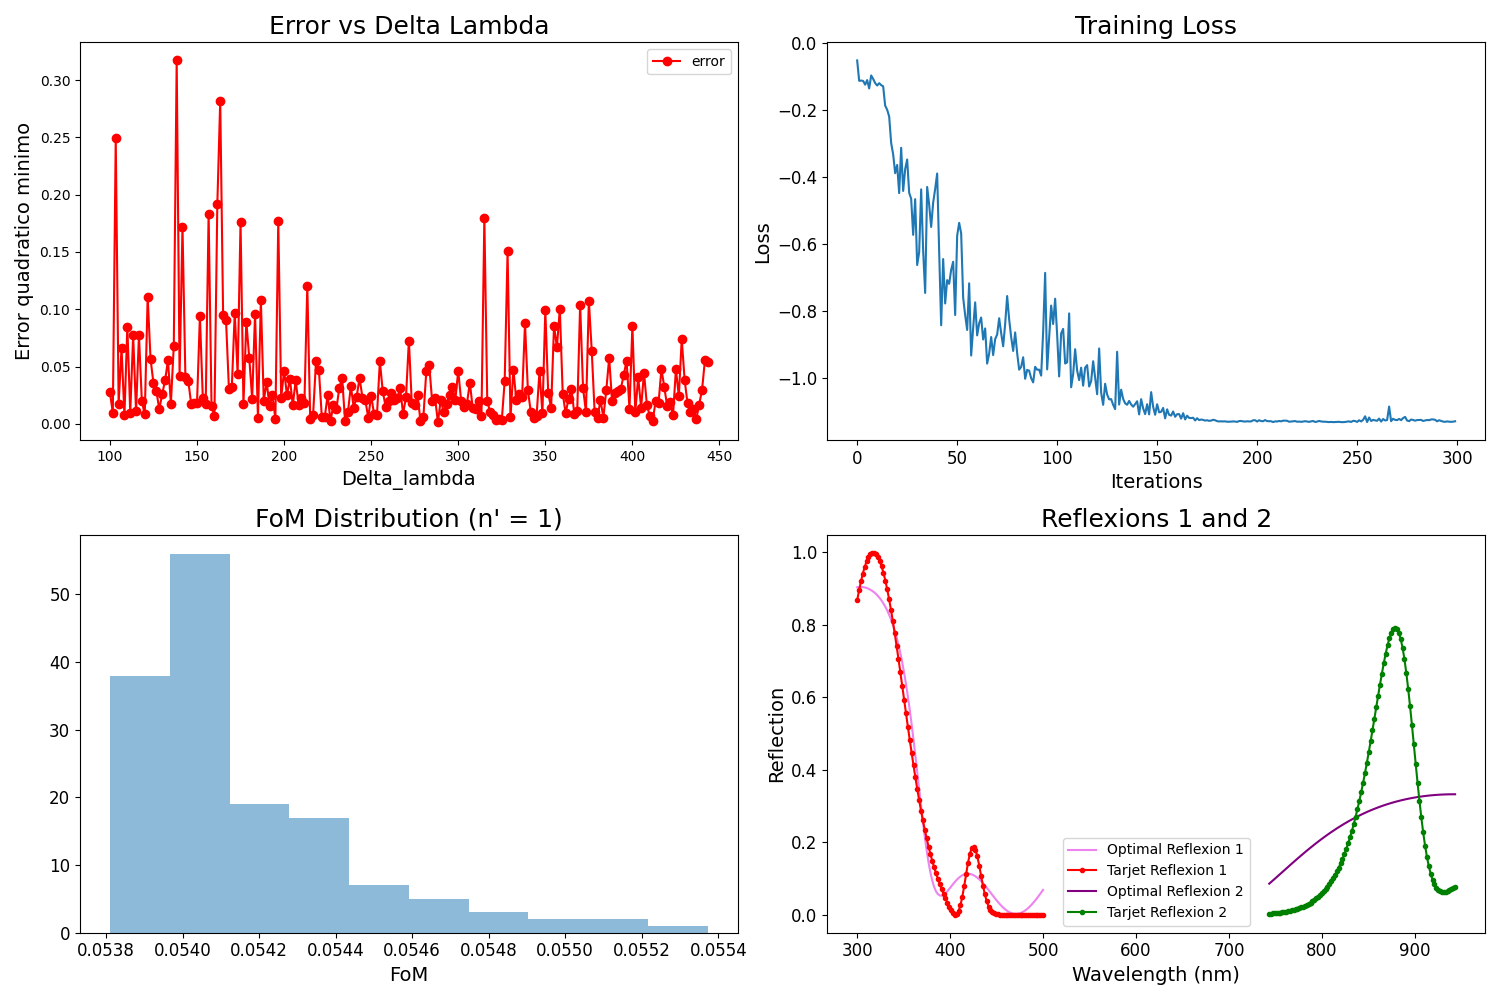 Error vs Delta Lambda
error
Error quadratico minimo
0.30
0.25
0.20
0.15
0.10
0.05
0.00
100 150 200 250 300 350 400 450
Delta_lambda
Training Loss
Loss
0.0
−0.2
−0.4
−0.6
−0.8
−1.0
0 50 100 150 200 250 300
Iterations
FoM Distribution (n' = 1)
50
40
30
20
10
0
0.0538 0.0540 0.0542 0.0544 0.0546 0.0548 0.0550 0.0552 0.0554
FoM
Reflexions 1 and 2
Reflection
1.0
0.8
0.6
0.4
0.2
0.0
Optimal Reflexion 1
Tarjet Reflexion 1
Optimal Reflexion 2
Tarjet Reflexion 2
300 400 500 600 700 800 900
Wavelength (nm)